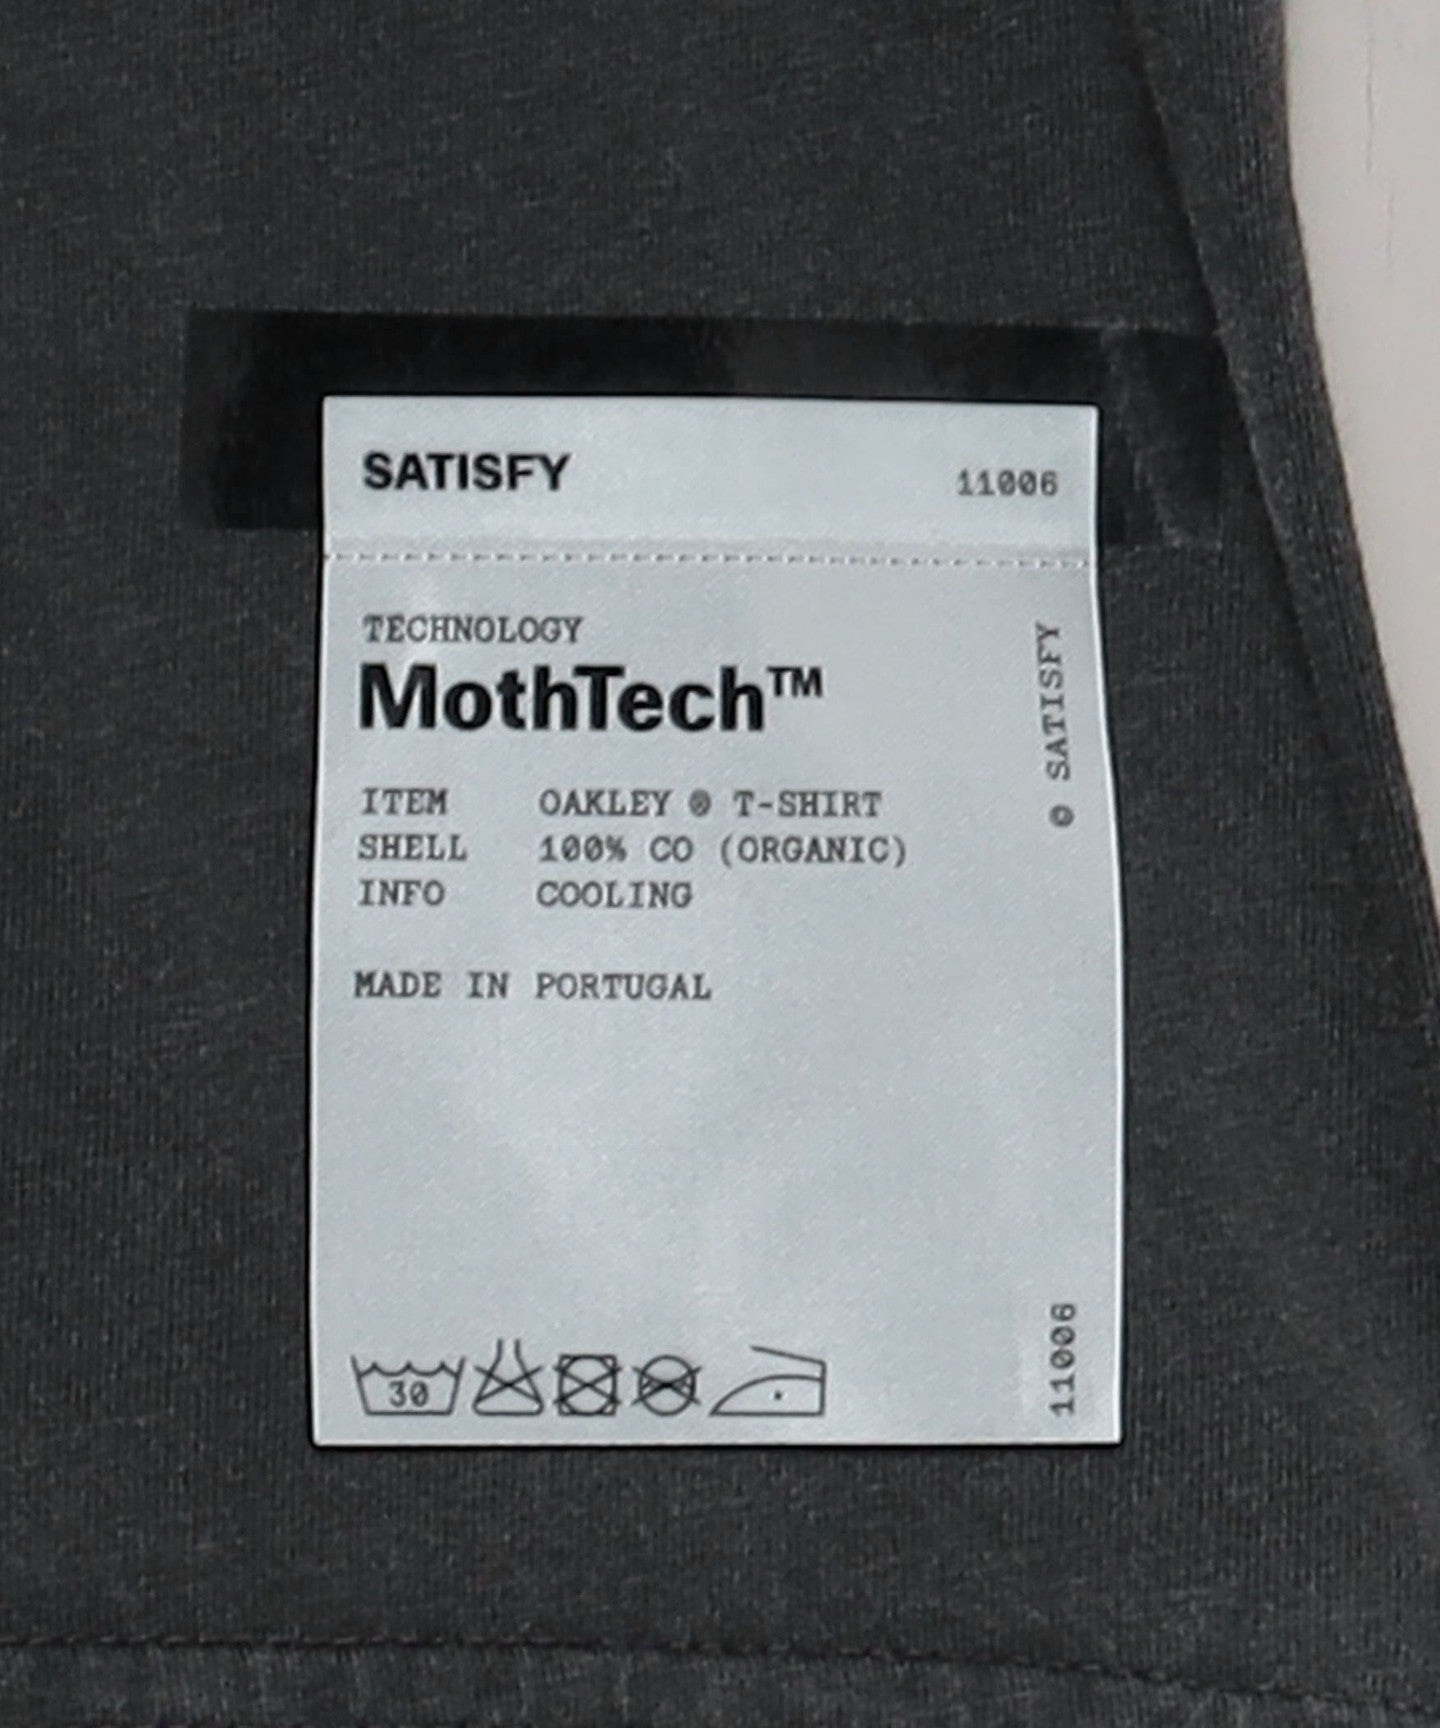 SATISFY 11006
TECHNOLOGY
MothTech™
ITEM OAKLEY ® T-SHIRT
SHELL 100% CO (ORGANIC)
INFO COOLING
MADE IN PORTUGAL
© SATISFY
30
11006